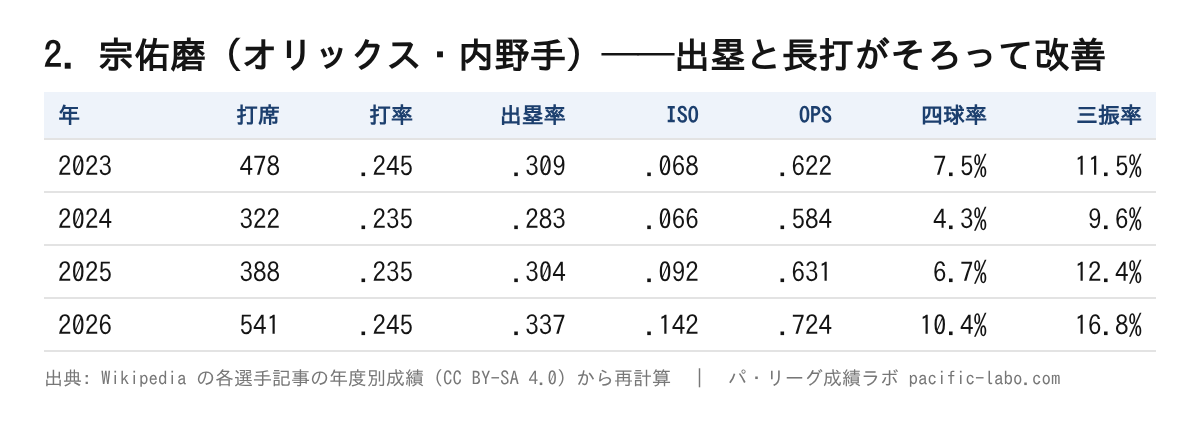 2. 宗佑磨（オリックス・内野手）――出塁と長打がそろって改善
年 打席 打率 出塁率 ISO OPS 四球率 三振率
2023 478 .245 .309 .068 .622 7.5% 11.5%
2024 322 .235 .283 .066 .584 4.3% 9.6%
2025 388 .235 .304 .092 .631 6.7% 12.4%
2026 541 .245 .337 .142 .724 10.4% 16.8%
出典: Wikipedia の各選手記事の年度別成績（CC BY-SA 4.0）から再計算 ｜ パ・リーグ成績ラボ pacific-labo.com